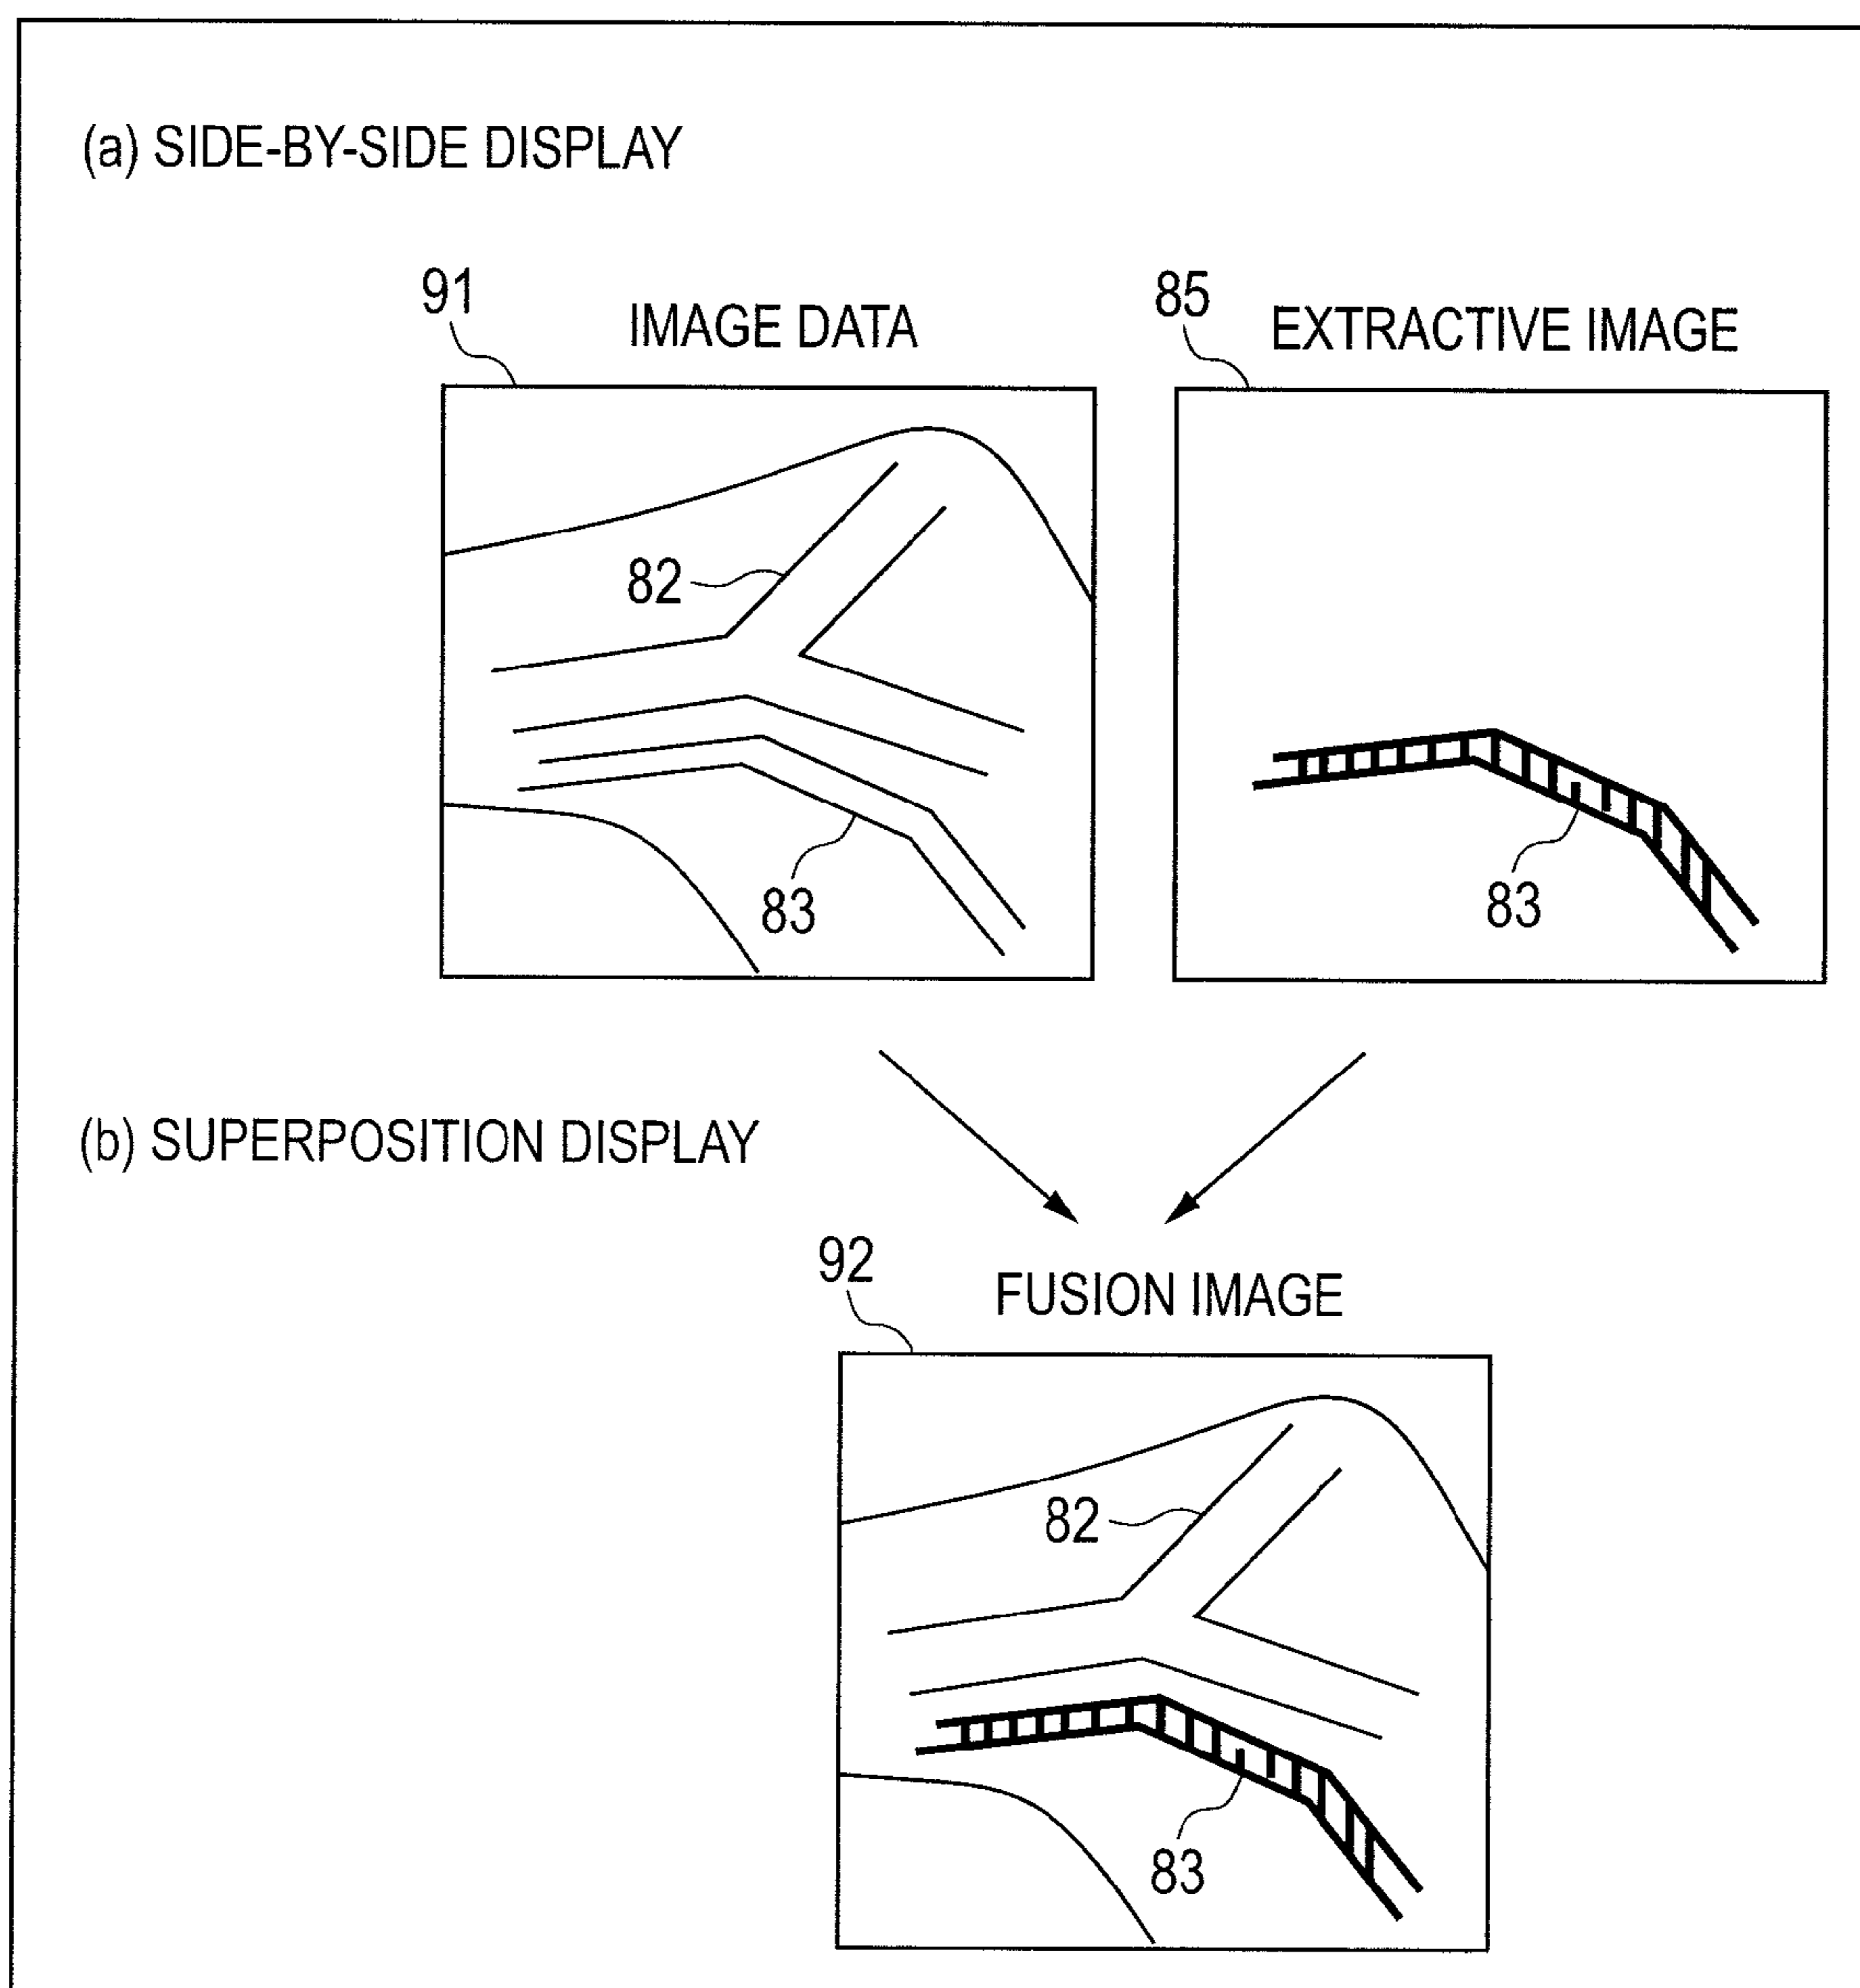 (a) SIDE-BY-SIDE DISPLAY
91
IMAGE DATA
82
83
85
EXTRACTIVE IMAGE
83
(b) SUPERPOSITION DISPLAY
92
FUSION IMAGE
82
83